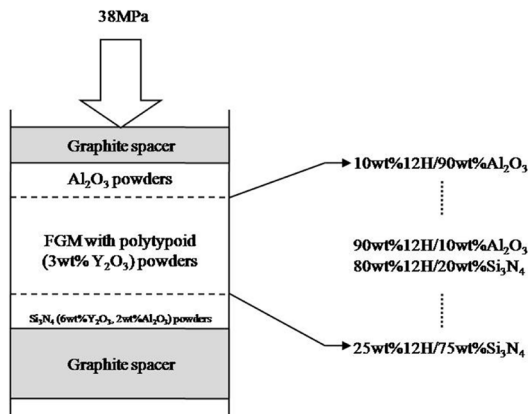 38MPa
Graphite spacer
Al₂O₃ powders
FGM with polytypoid
(3wt% Y₂O₃) powders
Si₃N₄ (6wt%Y₂O₃, 2wt%Al₂O₃) powders
Graphite spacer
10wt%12H/90wt%Al₂O₃
90wt%12H/10wt%Al₂O₃
80wt%12H/20wt%Si₃N₄
25wt%12H/75wt%Si₃N₄